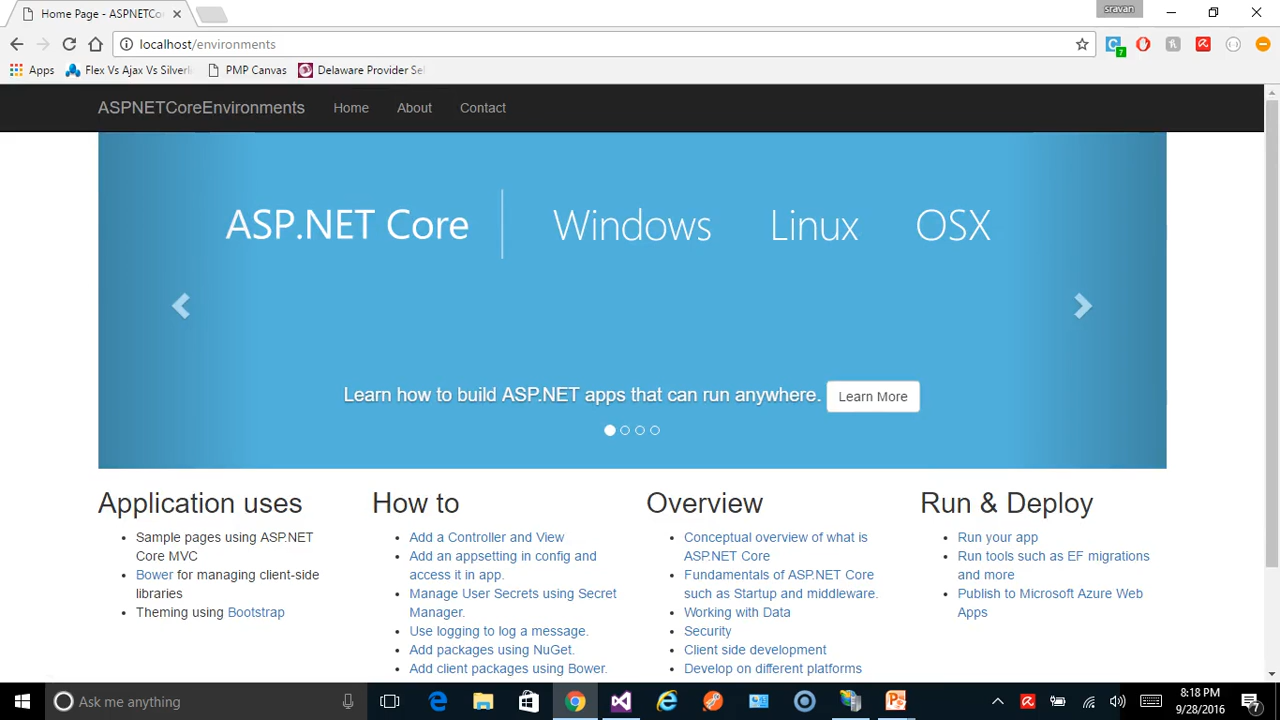 Home Page - ASPNETCo
sravan
localhost/environments
7
Apps
Flex Vs Ajax Vs Silverli
PMP Canvas
Delaware Provider Sel
ASPNETCoreEnvironments
Home
About
Contact
ASP.NET Core
Windows
Linux
OSX
Learn how to build ASP.NET apps that can run anywhere.
Learn More
Application uses
Sample pages using ASP.NET
Core MVC
Bower for managing client-side
libraries
Theming using Bootstrap
How to
Add a Controller and View
Add an appsetting in config and
access it in app.
Manage User Secrets using Secret
Manager.
Use logging to log a message.
Add packages using NuGet.
Add client packages using Bower.
Overview
Conceptual overview of what is
ASP.NET Core
Fundamentals of ASP.NET Core
such as Startup and middleware.
Working with Data
Security
Client side development
Develop on different platforms
Run & Deploy
Run your app
Run tools such as EF migrations
and more
Publish to Microsoft Azure Web
Apps
Ask me anything
8:18 PM
9/28/2016
7